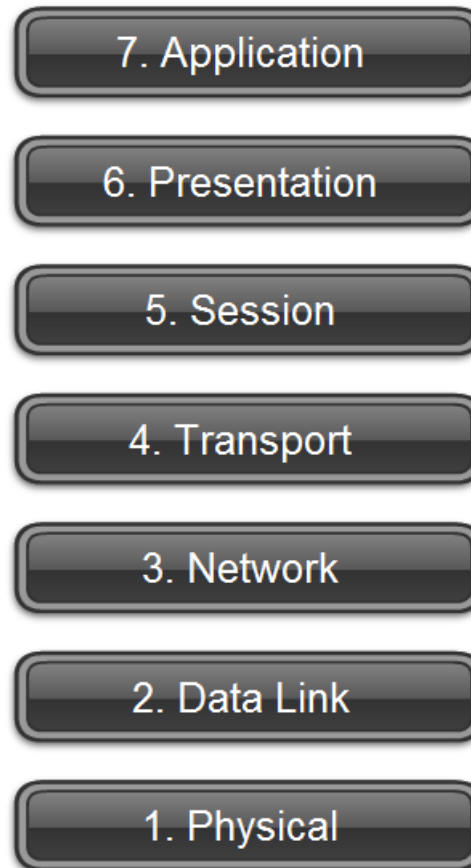 7. Application
6. Presentation
5. Session
4. Transport
3. Network
2. Data Link
1. Physical